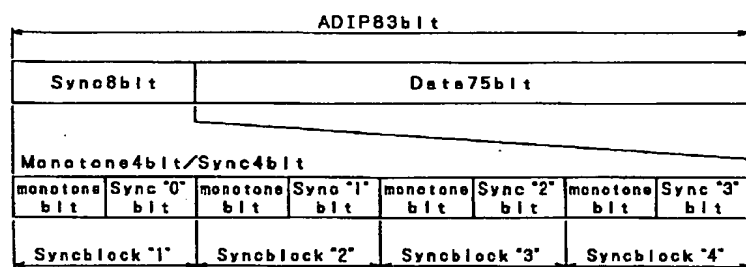 ADIP83bit
Sync8bit
Data75bit
Monotone4bit/Sync4bit
monotone bit
Sync "0" bit
monotone bit
Sync "1" bit
monotone bit
Sync "2" bit
monotone bit
Sync "3" bit
Syncblock "1"
Syncblock "2"
Syncblock "3"
Syncblock "4"